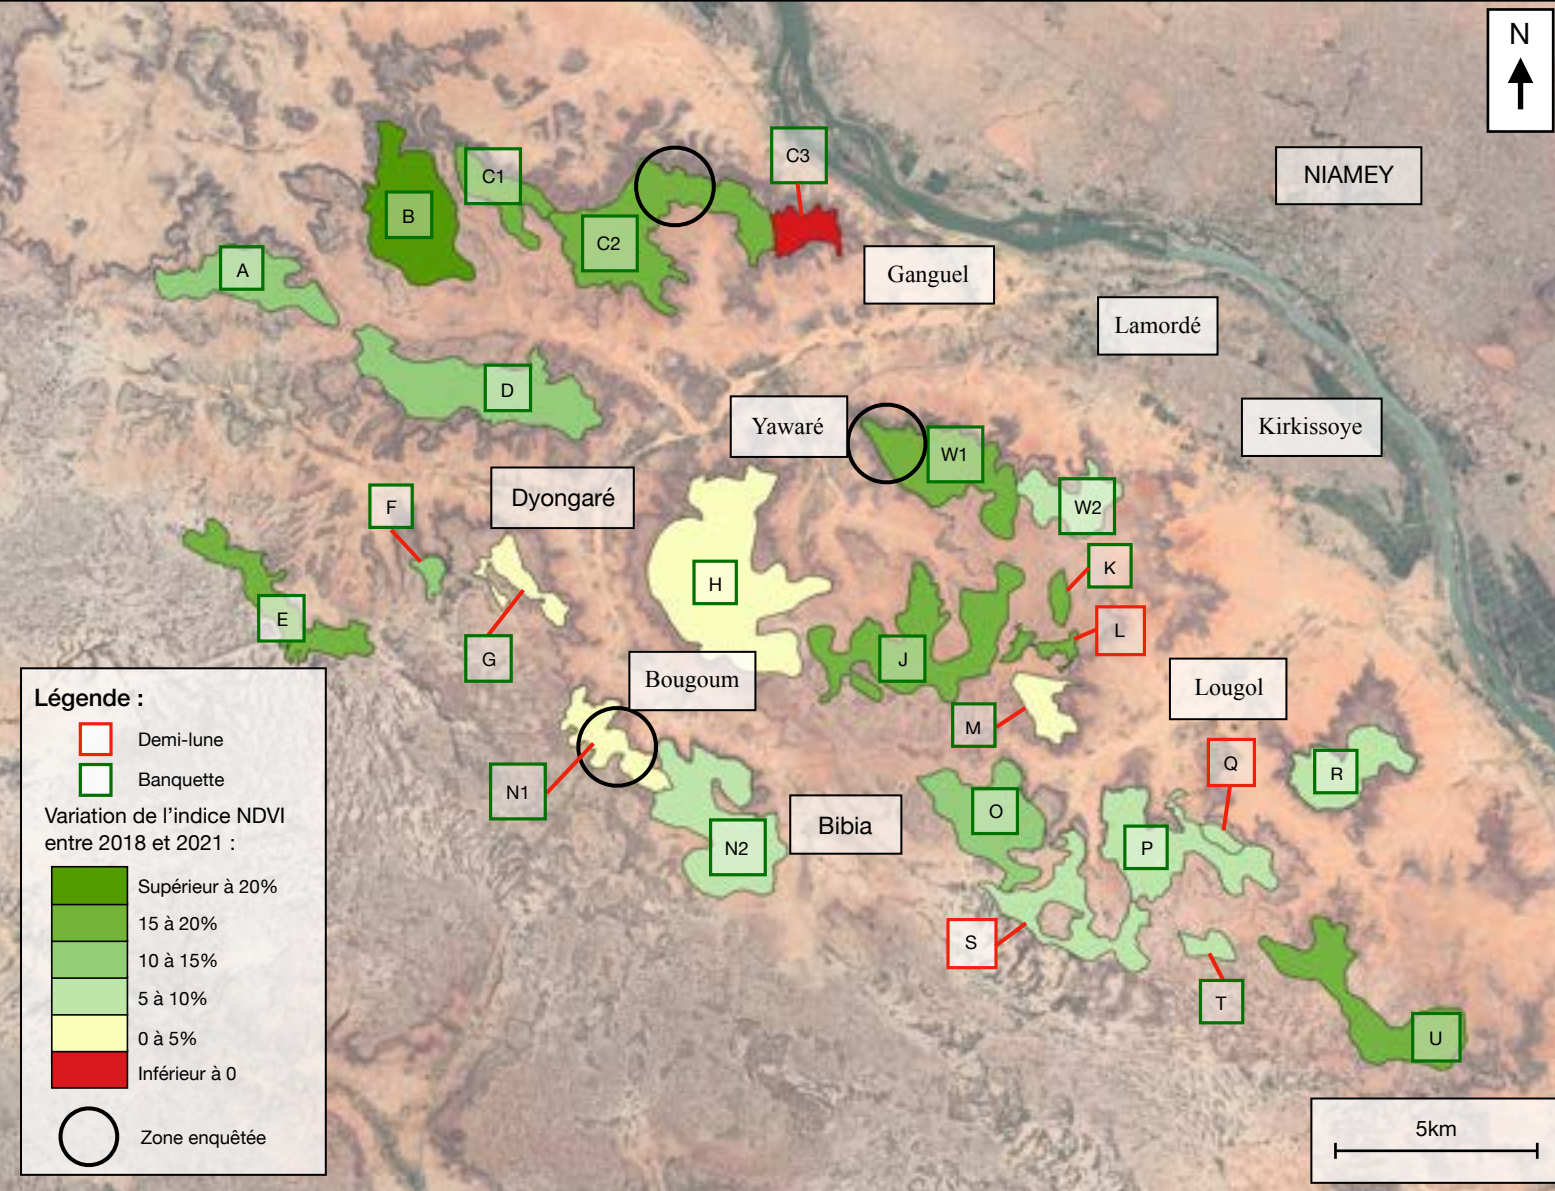 N
C3
NIAMEY
C1
B
C2
A
Ganguel
Lamordé
D
Yawaré
Kirkissoye
W1
Dyongaré
F
W2
K
H
E
L
G
J
Bougoum
Lougol
M
Q
R
N1
O
Bibia
N2
P
S
T
U
Légende :
Demi-lune
Banquette
Variation de l'indice NDVI
entre 2018 et 2021 :
Supérieur à 20%
15 à 20%
10 à 15%
5 à 10%
0 à 5%
Inférieur à 0
Zone enquêtée
5km